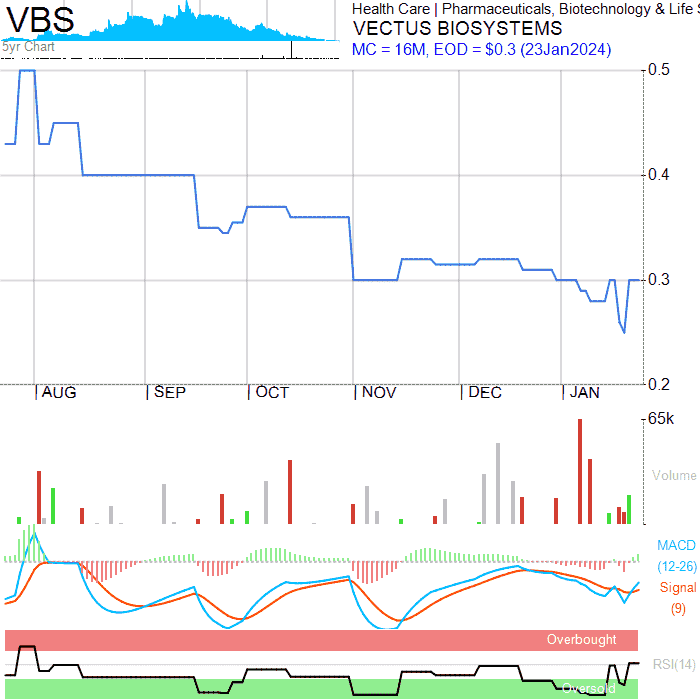 VBS
5yr Chart
Health Care | Pharmaceuticals, Biotechnology & Life S
VECTUS BIOSYSTEMS
MC = 16M, EOD = $0.3 (23Jan2024)
0.5
0.4
0.3
0.2
AUG SEP OCT NOV DEC JAN
65k
Volume
MACD
(12-26)
Signal
(9)
Overbought
RSI(14)
Oversold